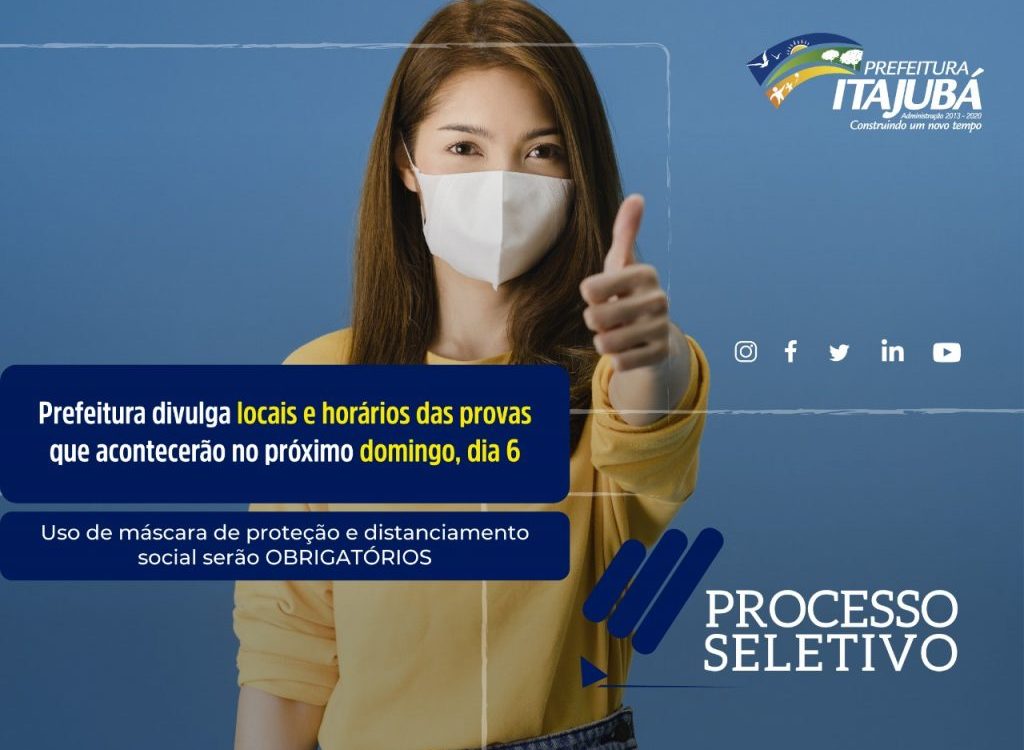 PREFEITURA
ITAJUBÁ
Administração 2013 - 2020
Construindo um novo tempo
Prefeitura divulga locais e horários das provas
que acontecerão no próximo domingo, dia 6
Uso de máscara de proteção e distanciamento
social serão OBRIGATÓRIOS
PROCESSO
SELETIVO